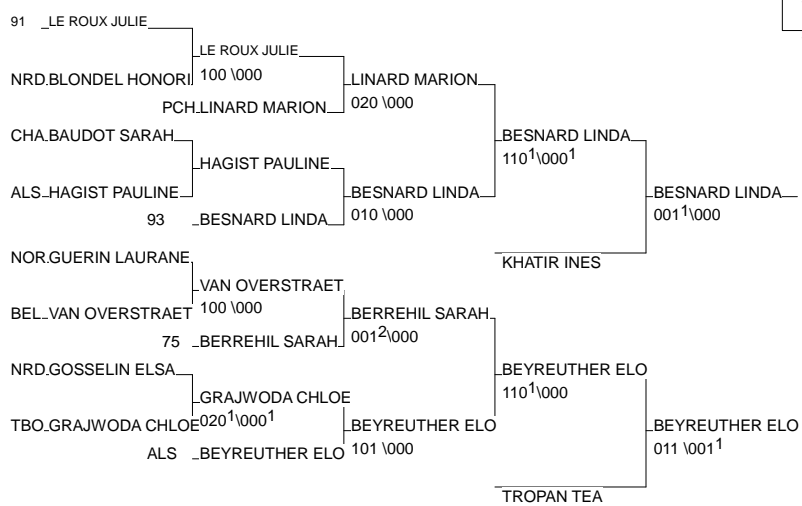 91 LE ROUX JULIE
LE ROUX JULIE
NRD BLONDEL HONORI 100 \000 LINARD MARION
PCH LINARD MARION 020 \000
CHA BAUDOT SARAH BESNARD LINDA
HAGIST PAULINE 110¹\000¹
ALS HAGIST PAULINE BESNARD LINDA BESNARD LINDA
93 BESNARD LINDA 010 \000 001¹\000
NOR GUERIN LAURANE KHATIR INES
VAN OVERSTRAET
BEL VAN OVERSTRAET 100 \000 BERREHIL SARAH
75 BERREHIL SARAH 001²\000
NRD GOSSELIN ELSA BEYREUTHER ELO
GRAJWODA CHLOE 110¹\000
TBO GRAJWODA CHLOE 020¹\000¹ BEYREUTHER ELO BEYREUTHER ELO
ALS BEYREUTHER ELO 101 \000 011 \001¹
TROPAN TEA